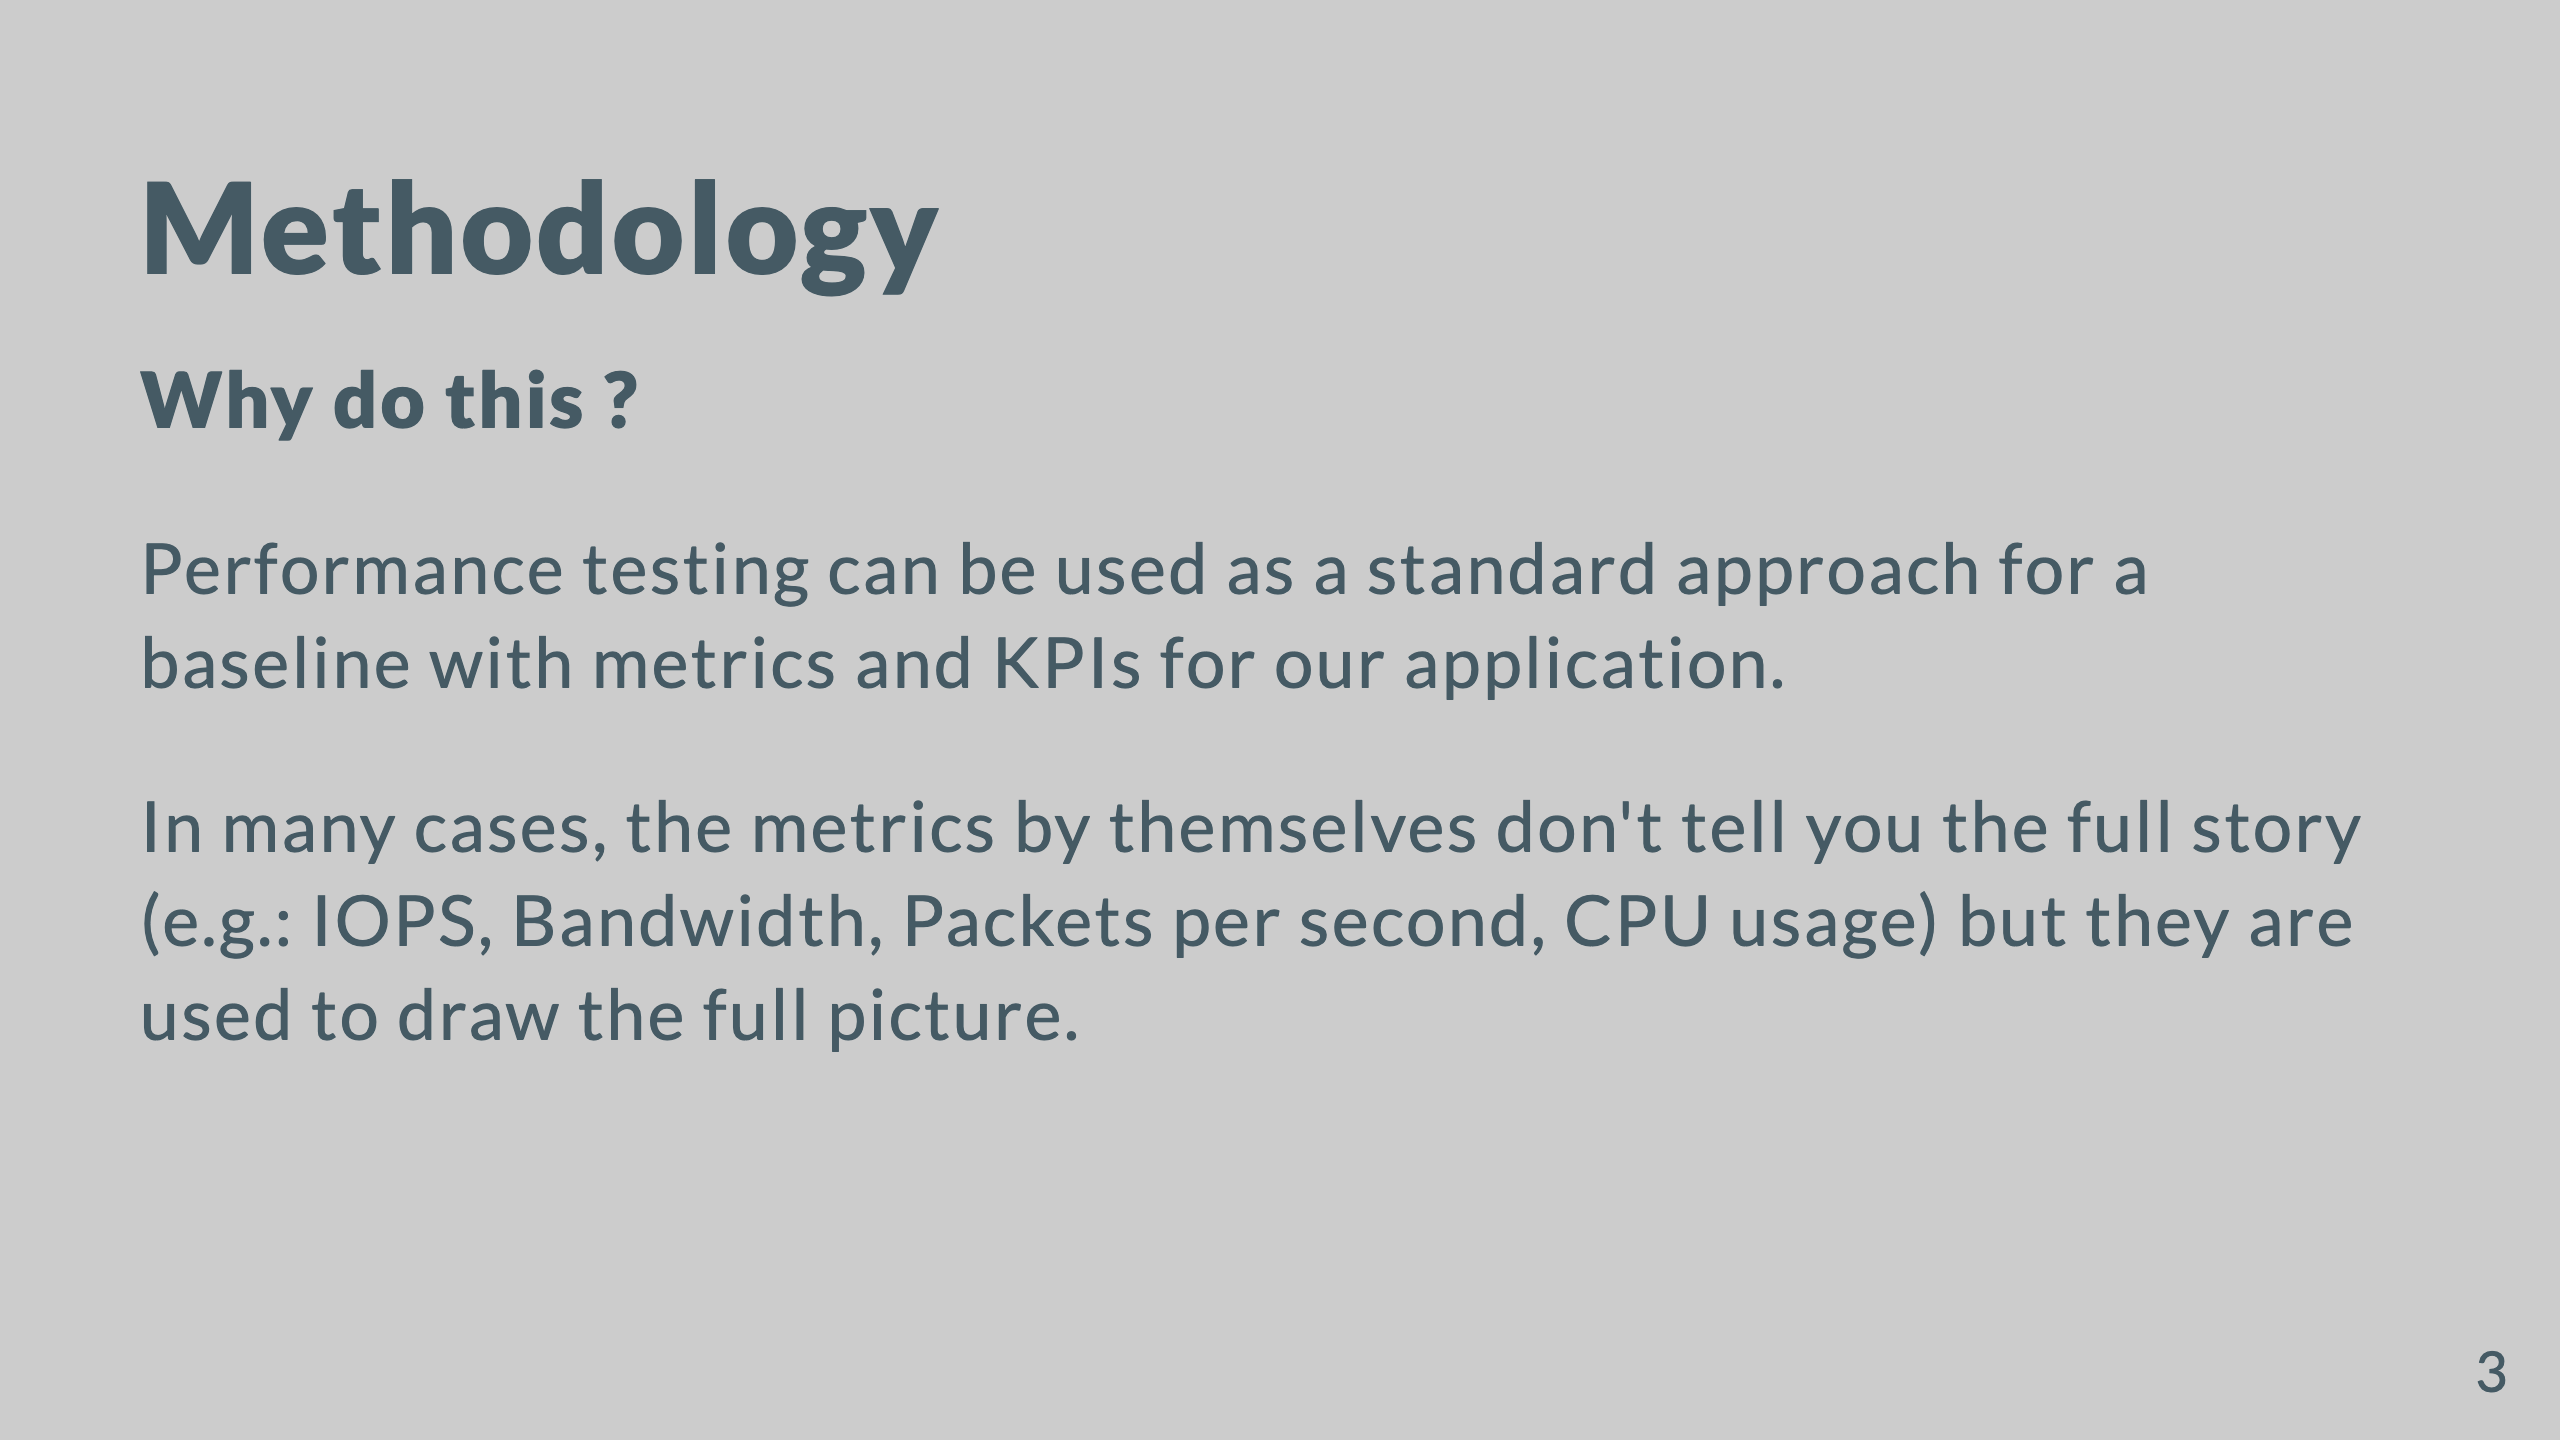 Methodology
Why do this ?
Performance testing can be used as a standard approach for a
baseline with metrics and KPIs for our application.
In many cases, the metrics by themselves don't tell you the full story
(e.g.: IOPS, Bandwidth, Packets per second, CPU usage) but they are
used to draw the full picture.
3